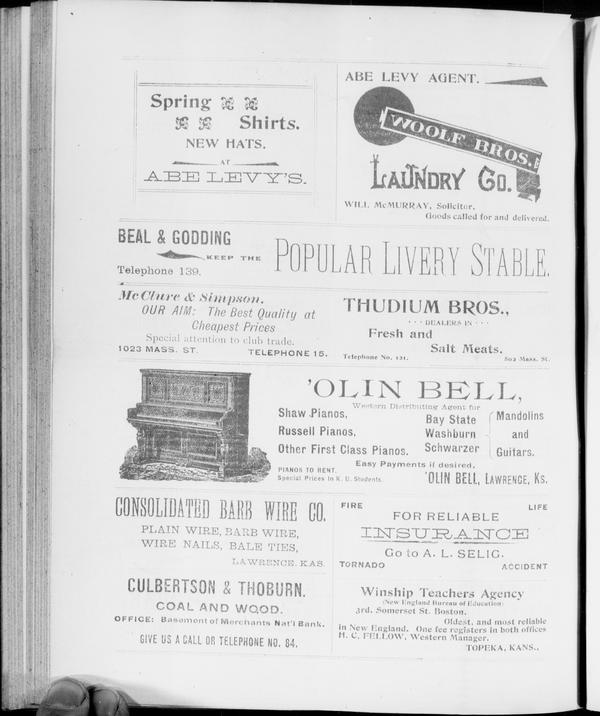 Spring
Shirts.
NEW HATS.
AT
ABE LEVY'S.
ABE LEVY AGENT.
WOOLF BROS.
LAUNDRY CO.
WILL McMURRAY, Solicitor.
Goods called for and delivered.
BEAL & GODDING
KEEP THE
Telephone 139.
POPULAR LIVERY STABLE.
McClure & Simpson.
OUR AIM: The Best Quality at
Cheapest Prices
Special attention to club trade.
1023 MASS. ST. TELEPHONE 15.
THUDIUM BROS.,
DEALERS IN
Fresh and
Salt Meats.
Telephone No. 121. 802 Mass. St.
'OLIN BELL,
Western Distributing Agent for
Shaw Pianos,
Russell Pianos,
Other First Class Pianos.
Bay State
Washburn
Schwarzer
Mandolins
and
Guitars.
Easy Payments if desired.
PIANOS TO RENT.
Special Prices to K. U. Students.
'OLIN BELL, LAWRENCE, KS.
CONSOLIDATED BARB WIRE CO.
PLAIN WIRE, BARB WIRE,
WIRE NAILS, BALE TIES,
LAWRENCE, KAS.
FIRE LIFE
FOR RELIABLE
INSURANCE
Go to A. L. SELIG.
TORNADO ACCIDENT
CULBERTSON & THOBURN.
COAL AND WOOD.
OFFICE: Basement of Merchants Nat'l Bank.
GIVE US A CALL OR TELEPHONE NO. 84.
Winship Teachers Agency
(New England Bureau of Education)
3rd. Somerset St. Boston.
Oldest, and most reliable
in New England. One fee registers in both offices
H. C. FELLOW, Western Manager.
TOPEKA, KANS..